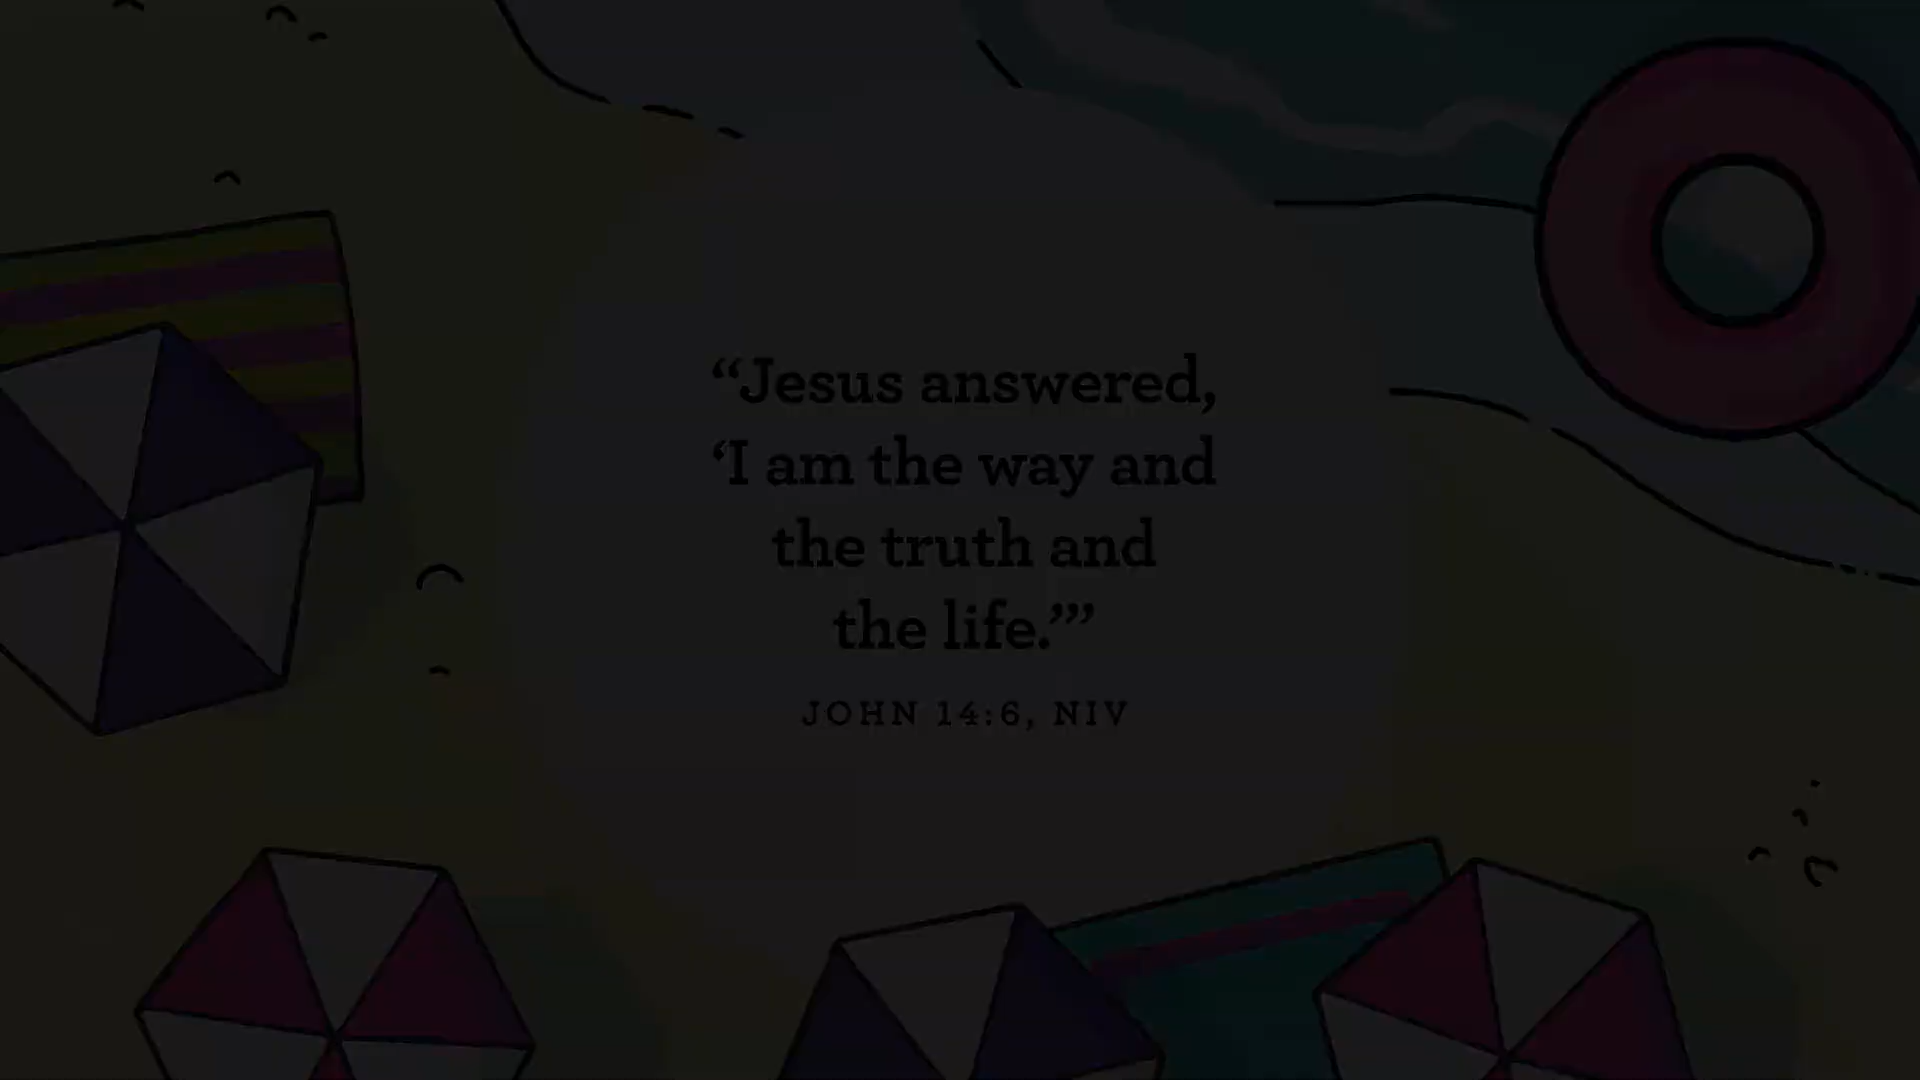 “Jesus answered,
‘I am the way and
the truth and
the life.’”
JOHN 14:6, NIV